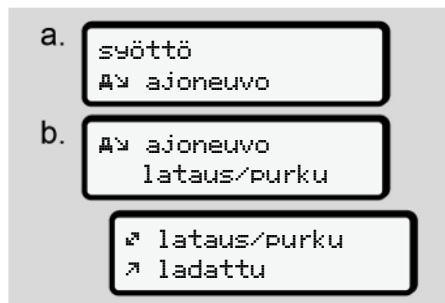 a.
syöttö
ajoneuvo
b.
ajoneuvo
lataus/purku
lataus/purku
ladattu